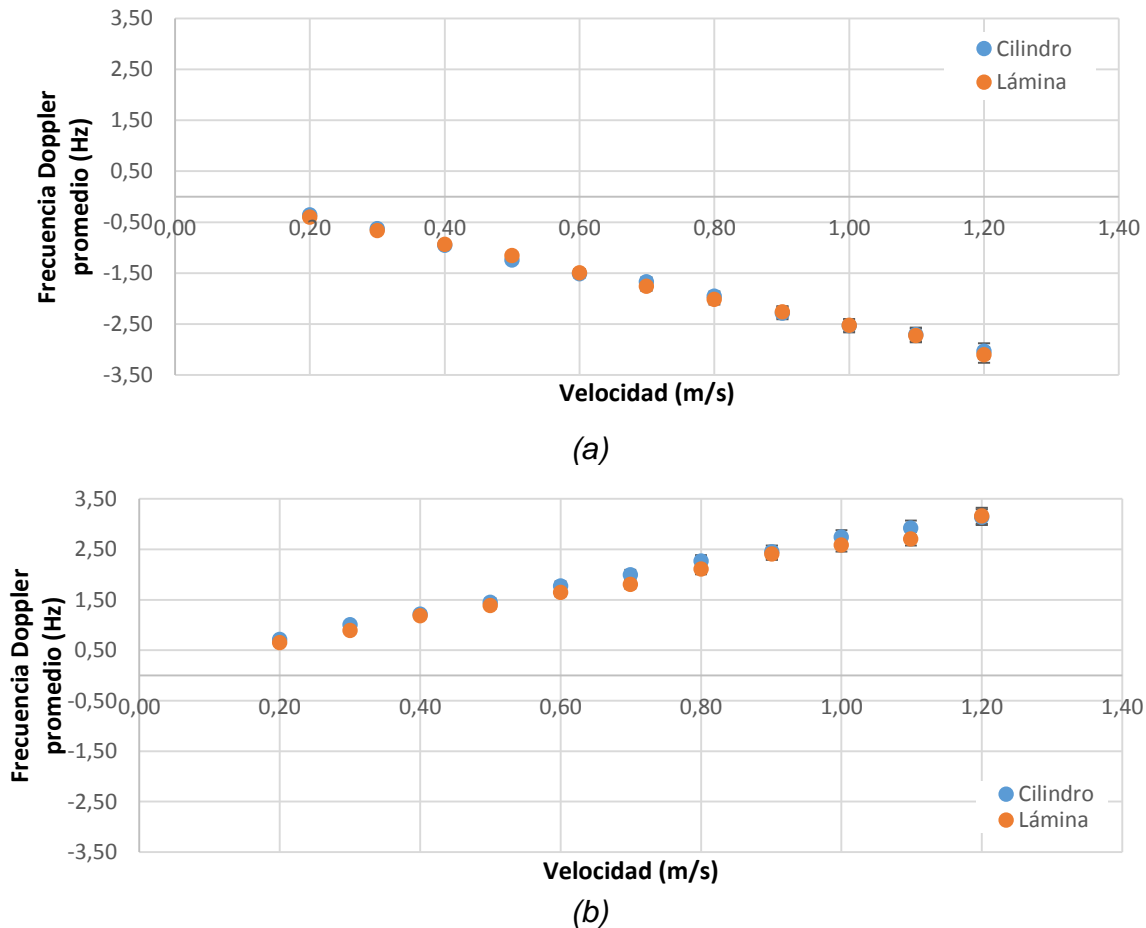 3,50
2,50
1,50
0,50
-0,50
-1,50
-2,50
-3,50
0,00
0,20
0,40
0,60
0,80
1,00
1,20
1,40
Frecuencia Doppler
promedio (Hz)
Velocidad (m/s)
Cilindro
Lámina
(a)
3,50
2,50
1,50
0,50
-0,50
-1,50
-2,50
-3,50
0,00
0,20
0,40
0,60
0,80
1,00
1,20
1,40
Frecuencia Doppler
promedio (Hz)
Velocidad (m/s)
Cilindro
Lámina
(b)